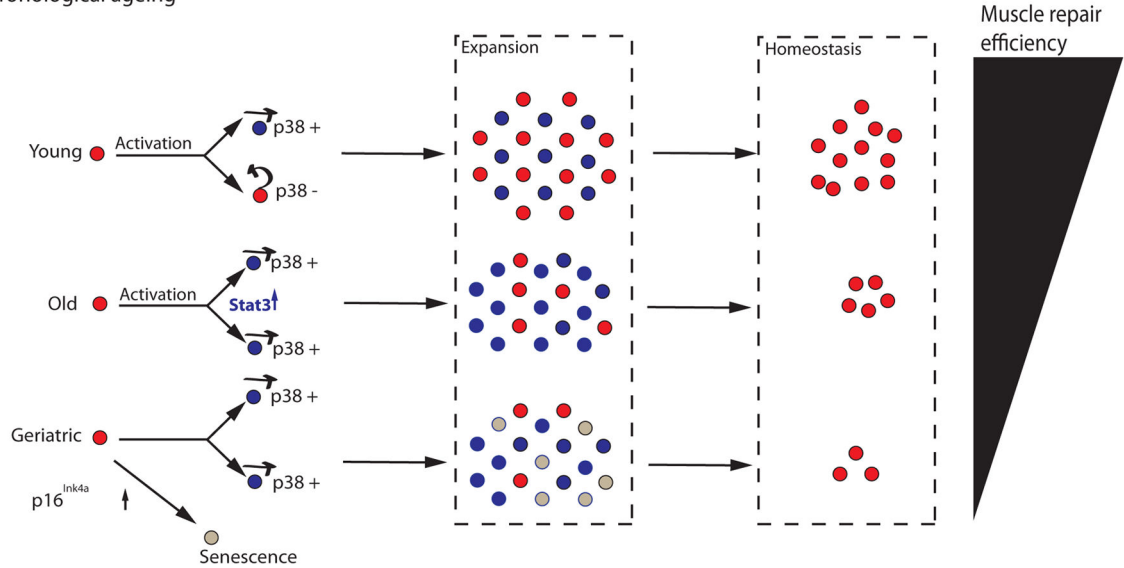 ageing
Muscle repair
efficiency
Expansion
Homeostasis
Young
Activation
p38 +
p38 -
Old
Activation
p38 +
Stat3
p38 +
Geriatric
p38 +
p38 +
p16Ink4a
Senescence